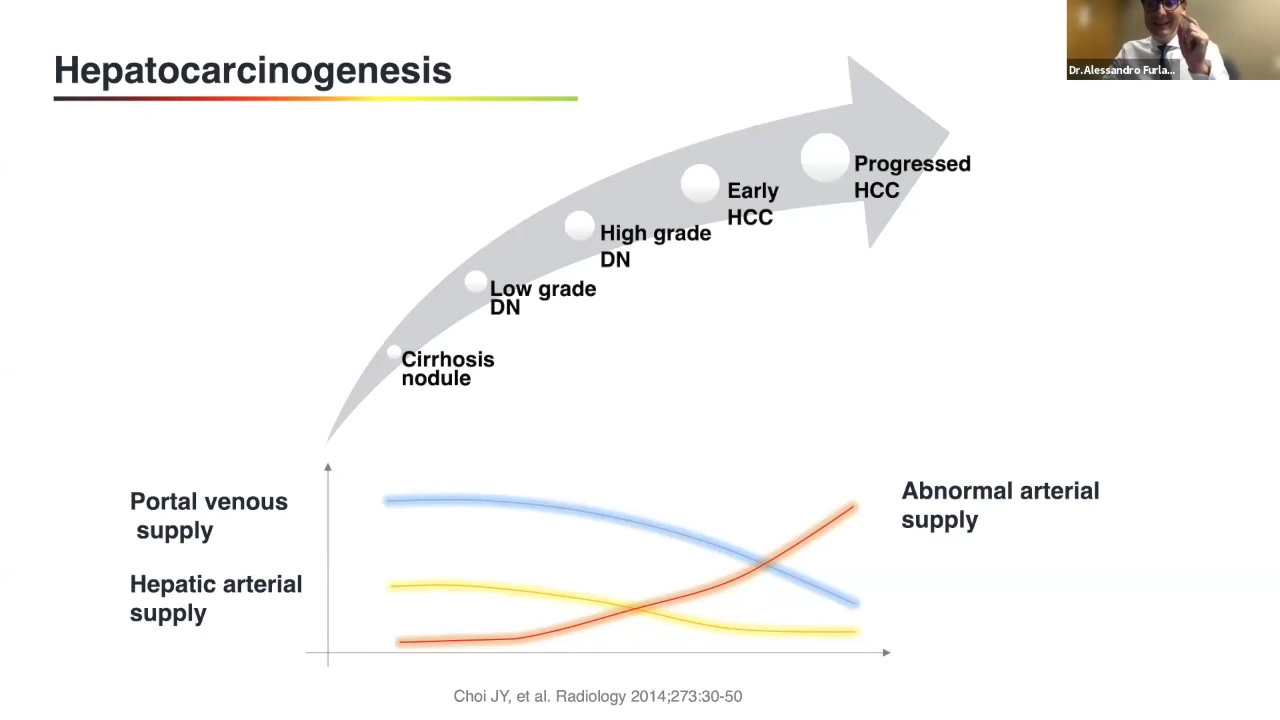 Hepatocarcinogenesis
Dr.Alessandro Furla...
Progressed
HCC
Early
HCC
High grade
DN
Low grade
DN
Cirrhosis
nodule
Portal venous
supply
Hepatic arterial
supply
Abnormal arterial
supply
Choi JY, et al. Radiology 2014;273:30-50